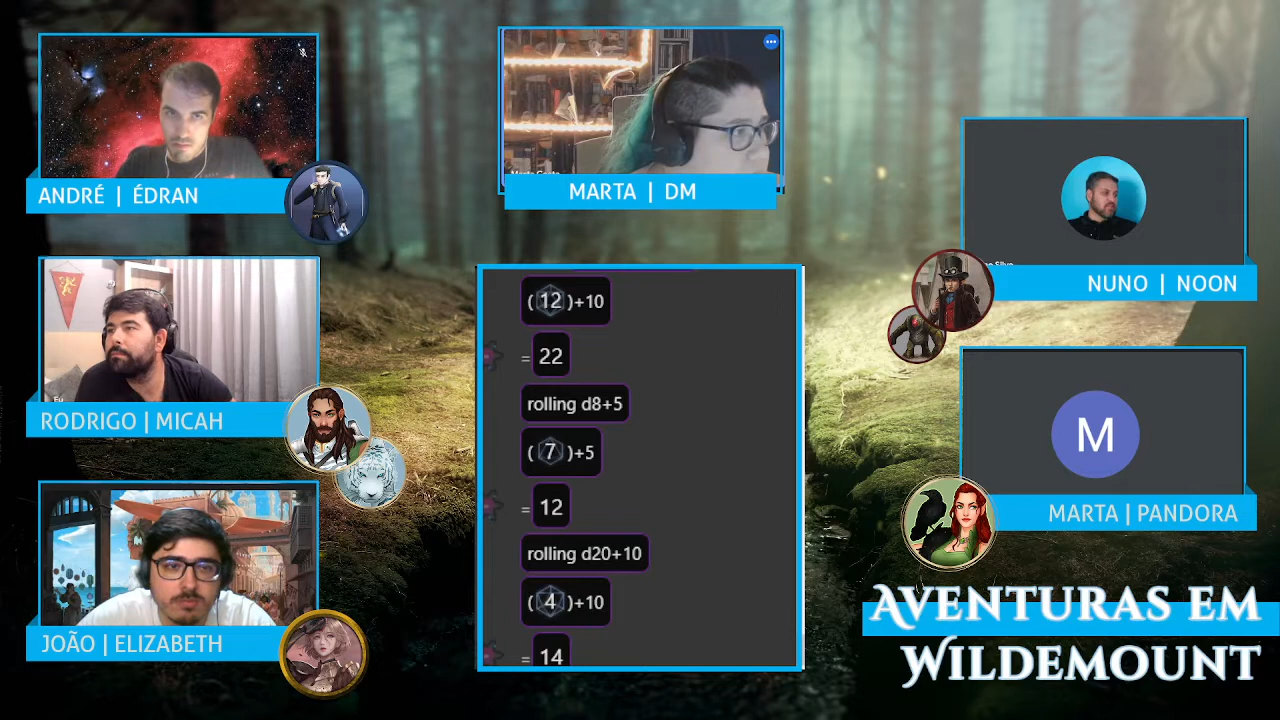 ANDRÉ | ÉDRAN
MARTA | DM
NUNO | NOON
RODRIGO | MICAH
Eu
MARTA | PANDORA
M
JOÃO | ELIZABETH
(12)+10
=22
rolling d8+5
(7)+5
=12
rolling d20+10
(4)+10
=14
AVENTURAS EM
WILDEMOUNT